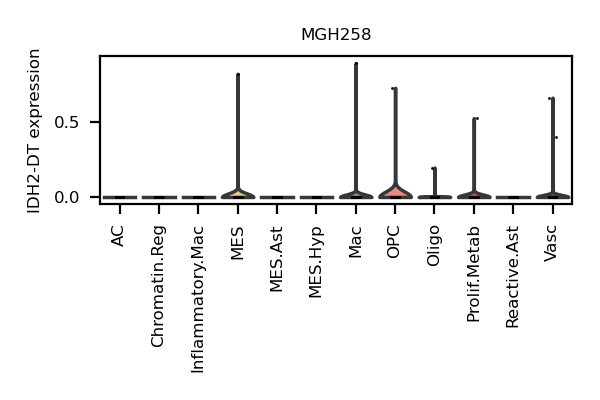 MGH258
IDH2-DT expression
0.5
0.0
AC
Chromatin.Reg
Inflammatory.Mac
MES
MES.Ast
MES.Hyp
Mac
OPC
Oligo
Prolif.Metab
Reactive.Ast
Vasc